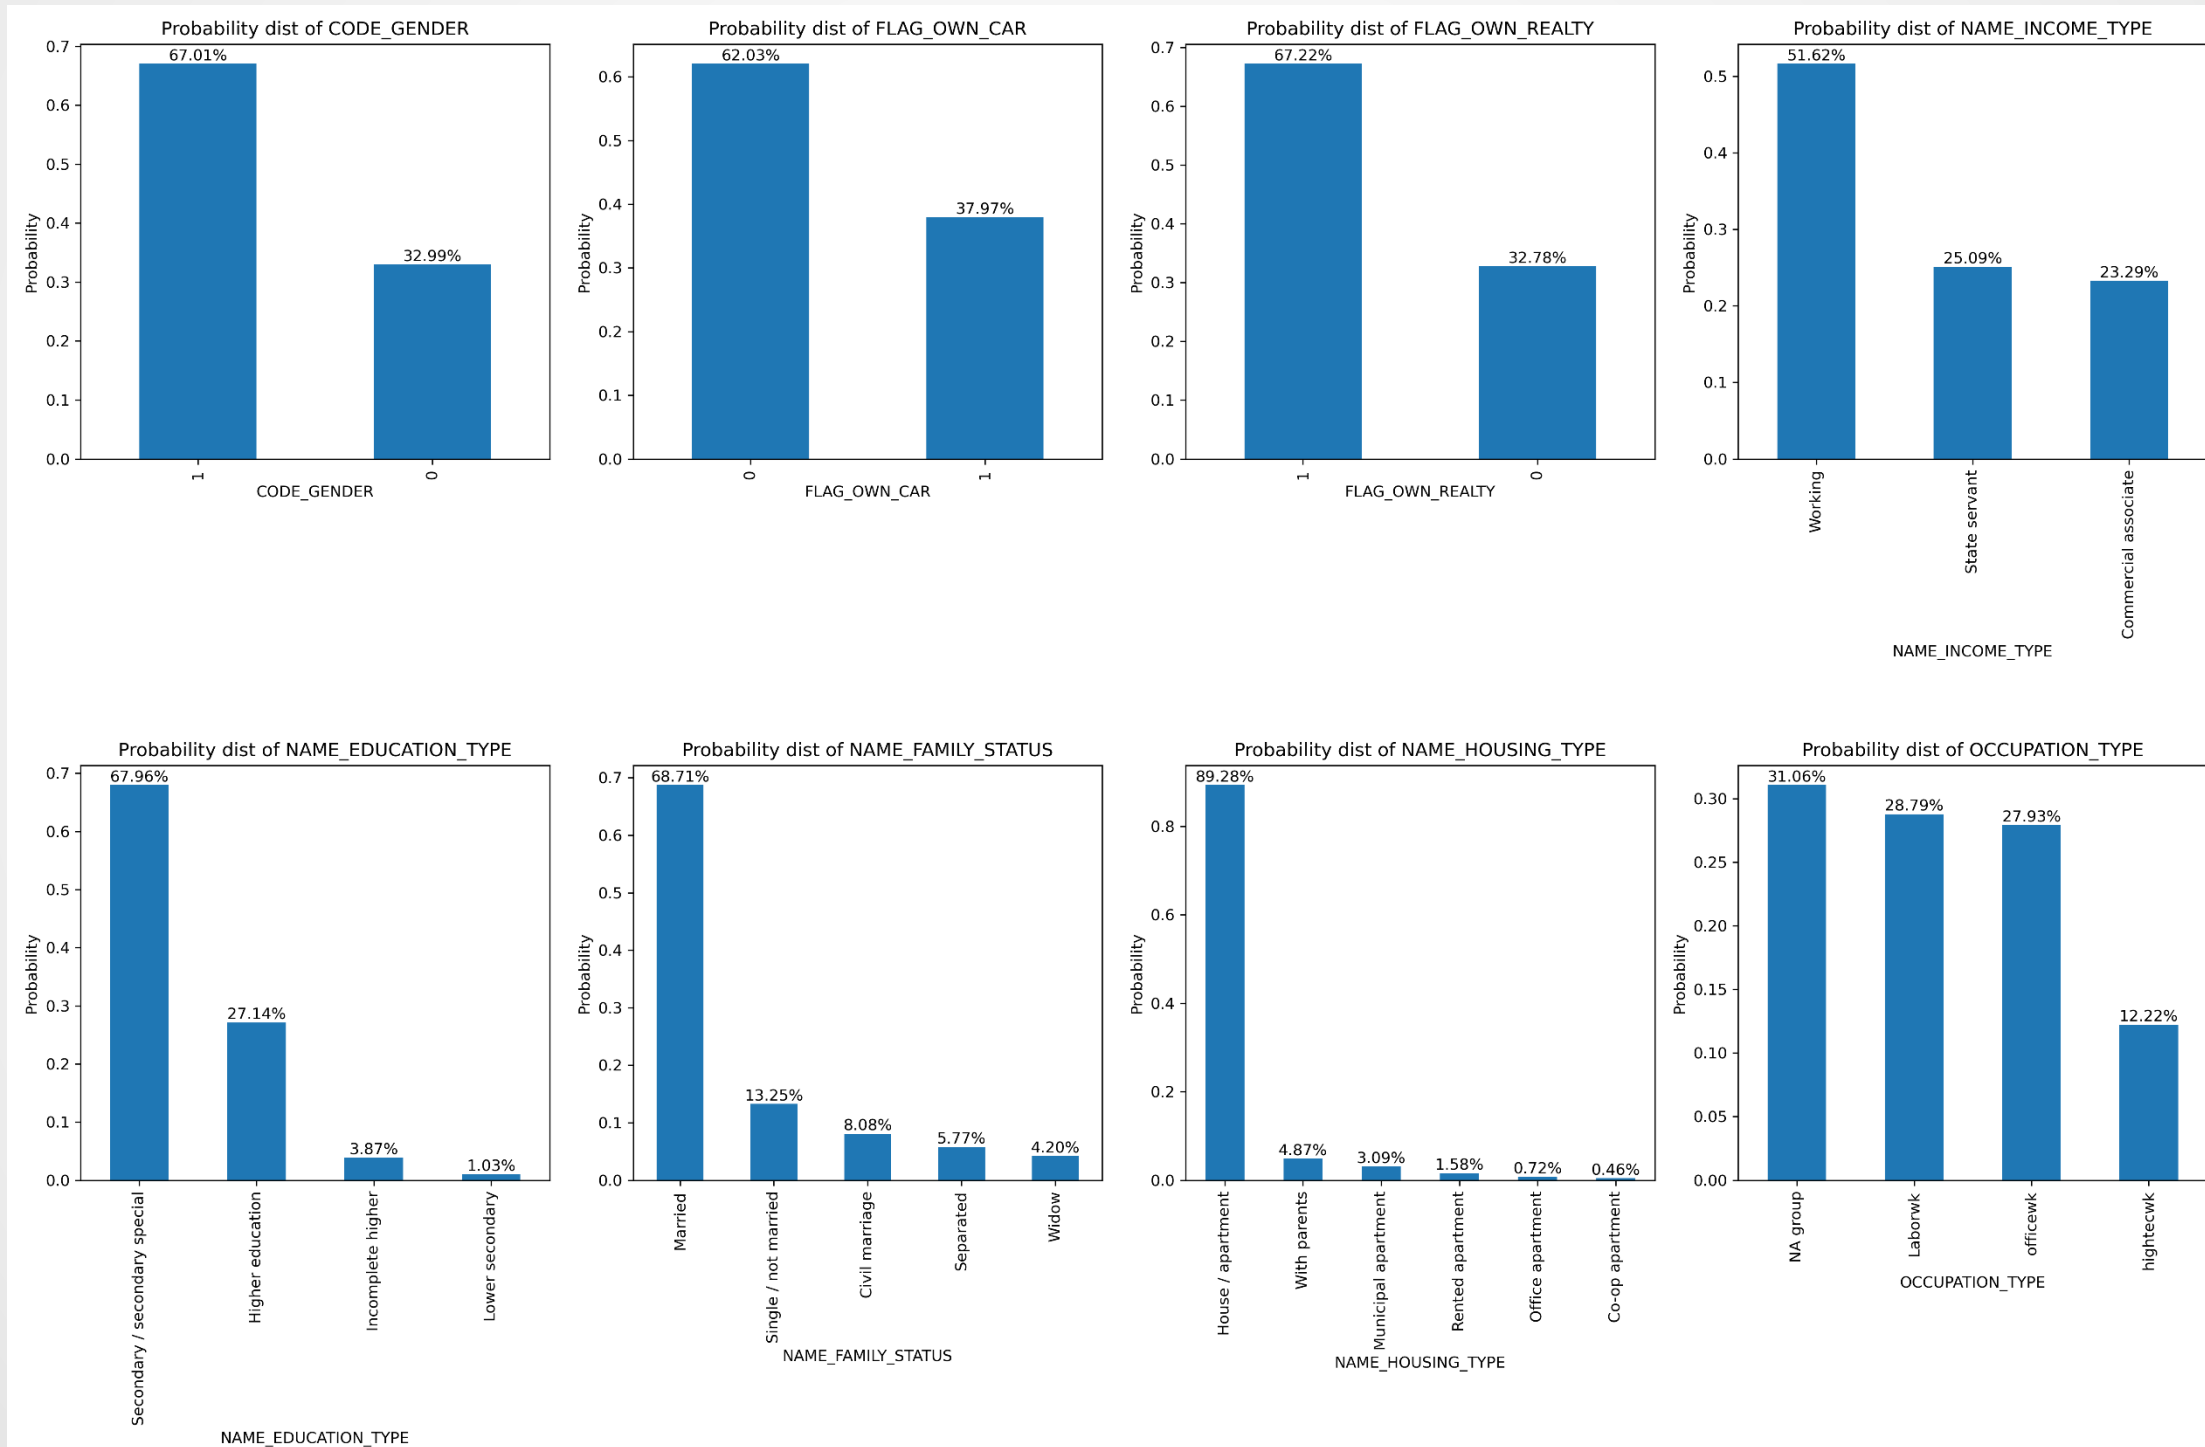 Probability dist of CODE_GENDER
0.7
0.6
0.5
0.4
0.3
0.2
0.1
0.0
Probability
67.01%
32.99%
1
0
CODE_GENDER
Probability dist of FLAG_OWN_CAR
0.6
0.5
0.4
0.3
0.2
0.1
0.0
Probability
62.03%
37.97%
0
1
FLAG_OWN_CAR
Probability dist of FLAG_OWN_REALTY
0.7
0.6
0.5
0.4
0.3
0.2
0.1
0.0
Probability
67.22%
32.78%
1
0
FLAG_OWN_REALTY
Probability dist of NAME_INCOME_TYPE
0.5
0.4
0.3
0.2
0.1
0.0
Probability
51.62%
25.09%
23.29%
Working
State servant
Commercial associate
NAME_INCOME_TYPE
Probability dist of NAME_EDUCATION_TYPE
0.7
0.6
0.5
0.4
0.3
0.2
0.1
0.0
Probability
67.96%
27.14%
3.87%
1.03%
Secondary / secondary special
Higher education
Incomplete higher
Lower secondary
NAME_EDUCATION_TYPE
Probability dist of NAME_FAMILY_STATUS
0.7
0.6
0.5
0.4
0.3
0.2
0.1
0.0
Probability
68.71%
13.25%
8.08%
5.77%
4.20%
Married
Single / not married
Civil marriage
Separated
Widow
NAME_FAMILY_STATUS
Probability dist of NAME_HOUSING_TYPE
0.8
0.6
0.4
0.2
0.0
Probability
89.28%
4.87%
3.09%
1.58%
0.72%
0.46%
House / apartment
With parents
Municipal apartment
Rented apartment
Office apartment
Co-op apartment
NAME_HOUSING_TYPE
Probability dist of OCCUPATION_TYPE
0.30
0.25
0.20
0.15
0.10
0.05
0.00
Probability
31.06%
28.79%
27.93%
12.22%
NA group
Laborwk
officewk
hightecwk
OCCUPATION_TYPE